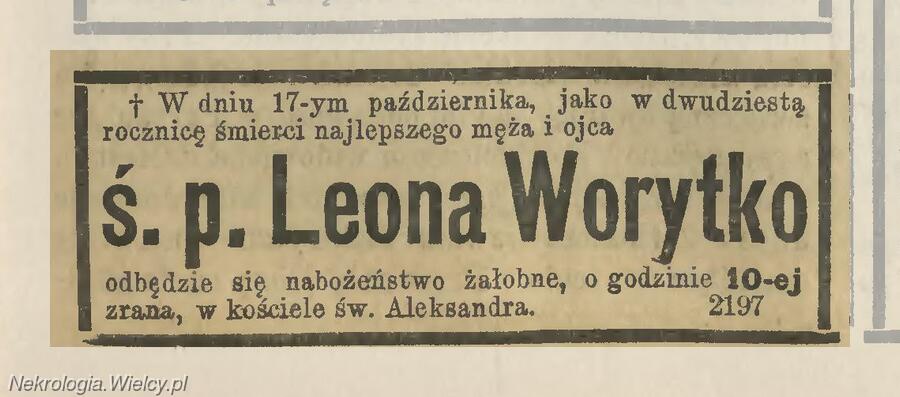 † W dniu 17-ym października, jako w dwudziestą
rocznicę śmierci najlepszego męża i ojca
ś. p. Leona Worytko
odbędzie się nabożeństwo żałobne, o godzinie 10-ej
zrana, w kościele św. Aleksandra. 2197
Nekrologia.Wielcy.pl